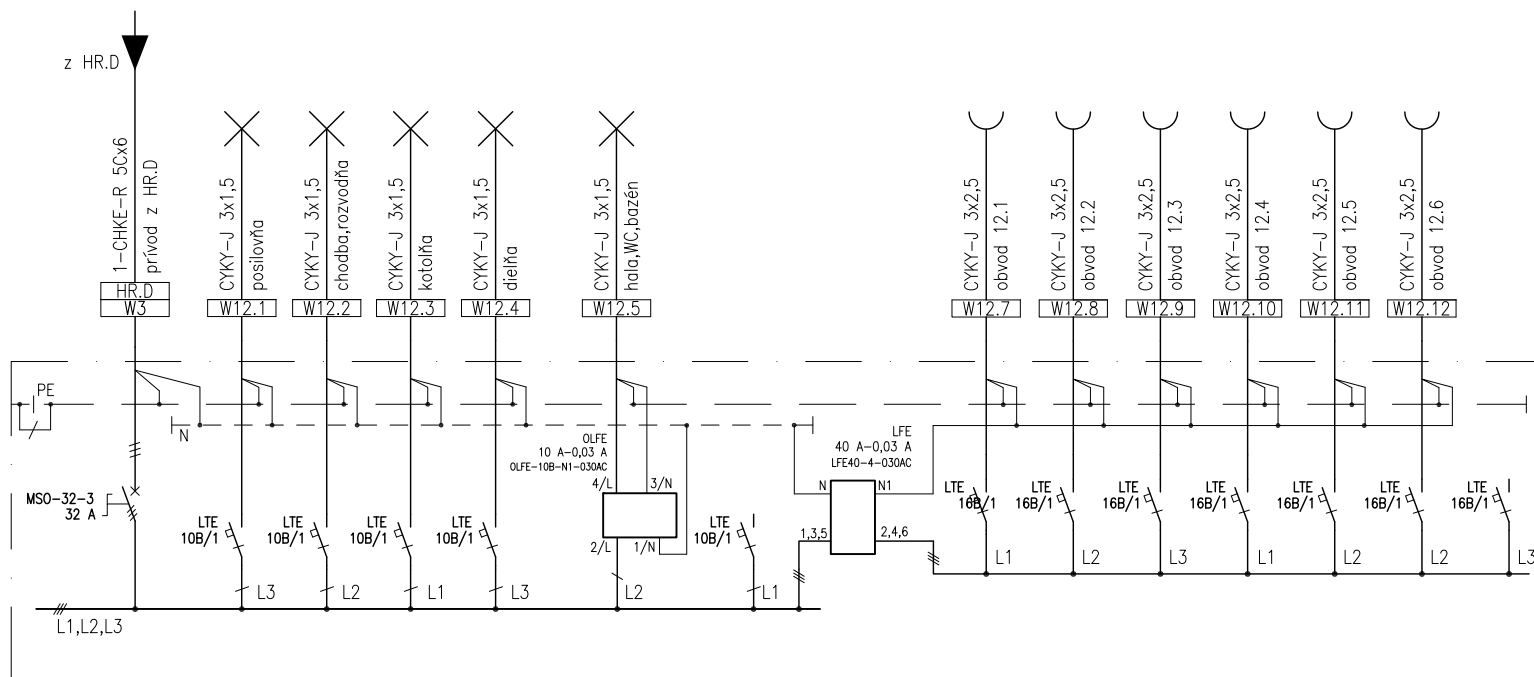 z HR.D
1-CHKE-R 5Cx6
prívod z HR.D
HR.D
W3
CYKY-J 3x1,5
posilovňa
W12.1
CYKY-J 3x1,5
chodba,rozvodňa
W12.2
CYKY-J 3x1,5
kotolňa
W12.3
CYKY-J 3x1,5
dielňa
W12.4
CYKY-J 3x1,5
hala,WC,bazén
W12.5
CYKY-J 3x2,5
obvod 12.1
W12.7
CYKY-J 3x2,5
obvod 12.2
W12.8
CYKY-J 3x2,5
obvod 12.3
W12.9
CYKY-J 3x2,5
obvod 12.4
W12.10
CYKY-J 3x2,5
obvod 12.5
W12.11
CYKY-J 3x2,5
obvod 12.6
W12.12
PE
N
OLFE
10 A-0,03 A
OLFE-10B-N1-030AC
4/L
3/N
2/L
1/N
LFE
40 A-0,03 A
LFE40-4-030AC
N
N1
1,3,5
2,4,6
MSO-32-3
32 A
LTE
10B/1
LTE
10B/1
LTE
10B/1
LTE
10B/1
LTE
10B/1
LTE
16B/1
LTE
16B/1
LTE
16B/1
LTE
16B/1
LTE
16B/1
LTE
16B/1
LTE
16B/1
L1
L2
L3
L1
L2
L2
L3
L3
L2
L1
L3
L2
L1
L1,L2,L3